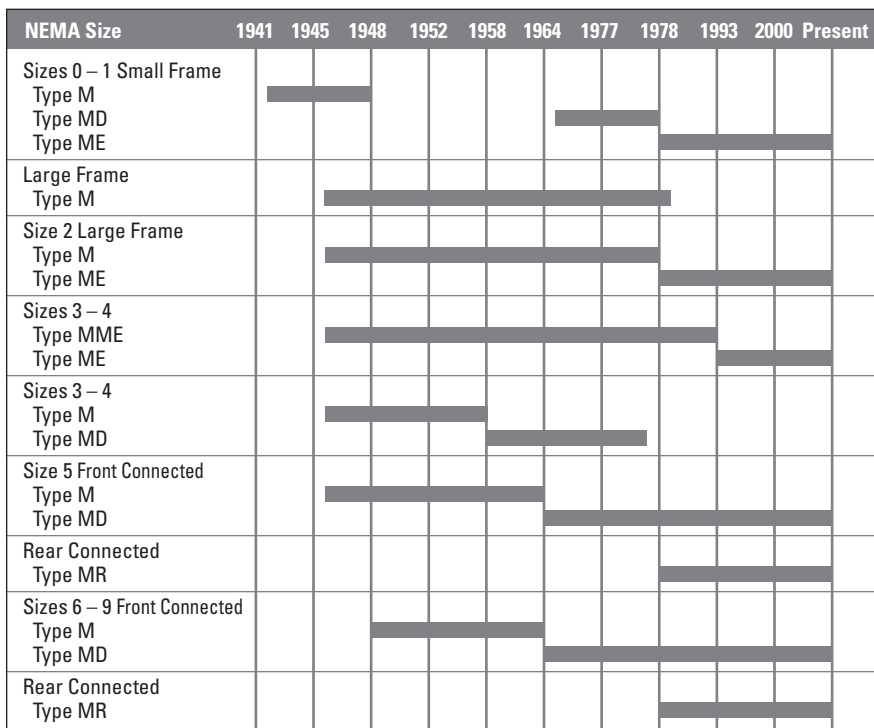 NEMA Size 1941 1945 1948 1952 1958 1964 1977 1978 1993 2000 Present
Sizes 0 – 1 Small Frame
Type M
Type MD
Type ME
Large Frame
Type M
Size 2 Large Frame
Type M
Type ME
Sizes 3 – 4
Type MME
Type ME
Sizes 3 – 4
Type M
Type MD
Size 5 Front Connected
Type M
Type MD
Rear Connected
Type MR
Sizes 6 – 9 Front Connected
Type M
Type MD
Rear Connected
Type MR